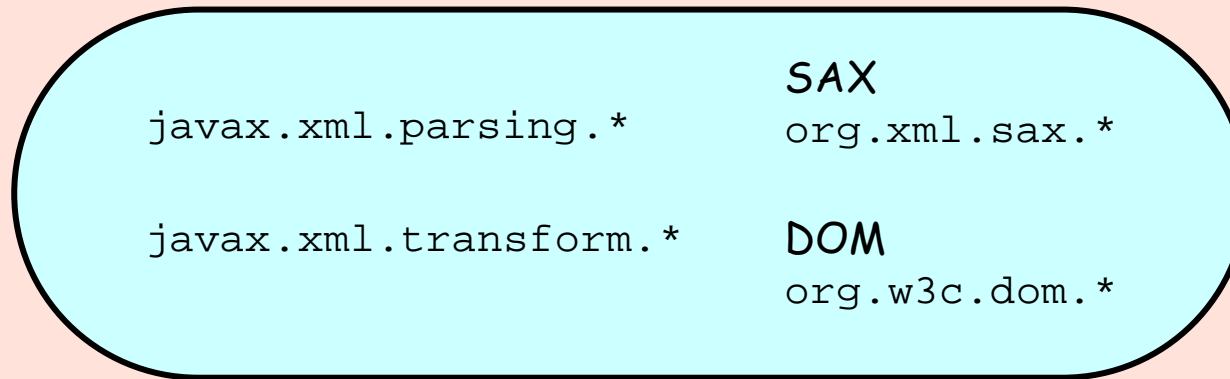 javax.xml.parsing.*
javax.xml.transform.*
SAX
org.xml.sax.*
DOM
org.w3c.dom.*